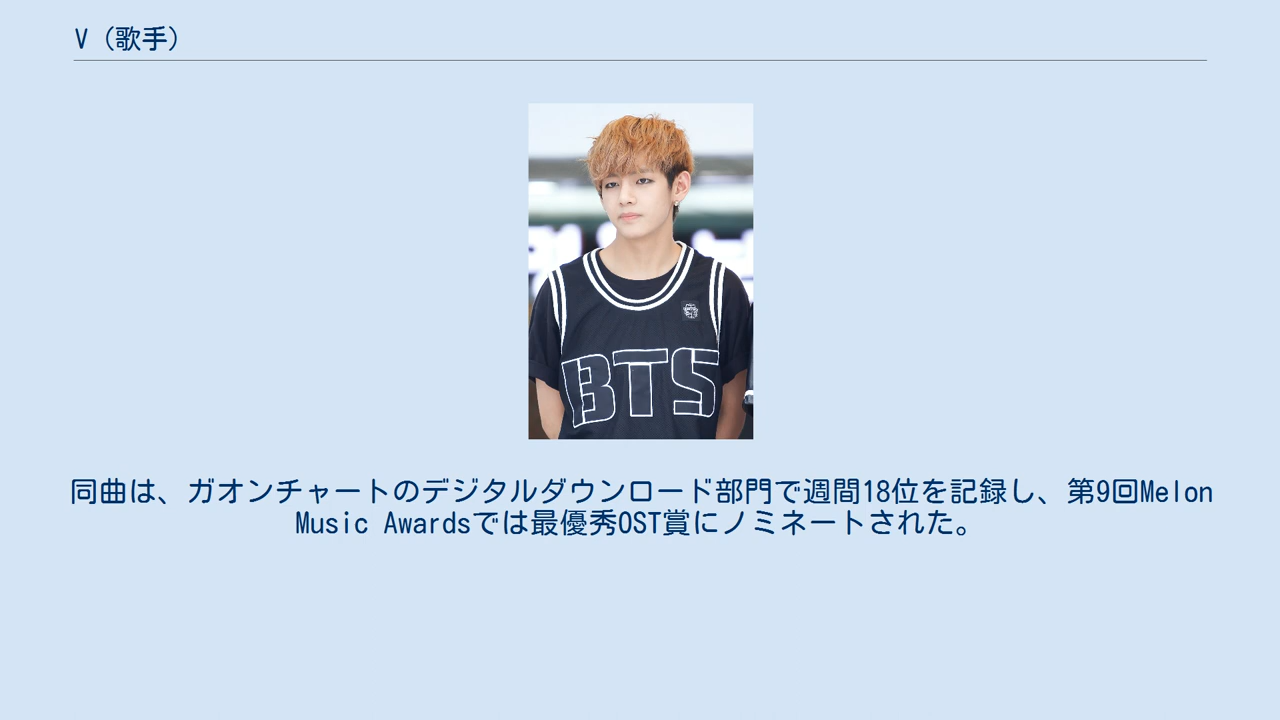 V（歌手）
BTS
同曲は、ガオンチャートのデジタルダウンロード部門で週間18位を記録し、第9回Melon
Music Awardsでは最優秀OST賞にノミネートされた。